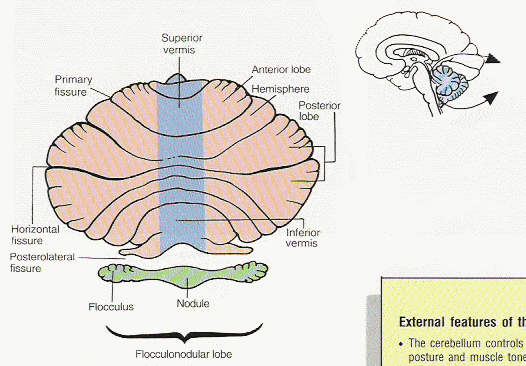 Superior
vermis
Anterior lobe
Primary
fissure
Hemisphere
Posterior
lobe
Horizontal
fissure
Inferior
vermis
Posterolateral
fissure
Flocculus
Nodule
Flocculonodular lobe
External features of th
• The cerebellum controls
posture and muscle tone